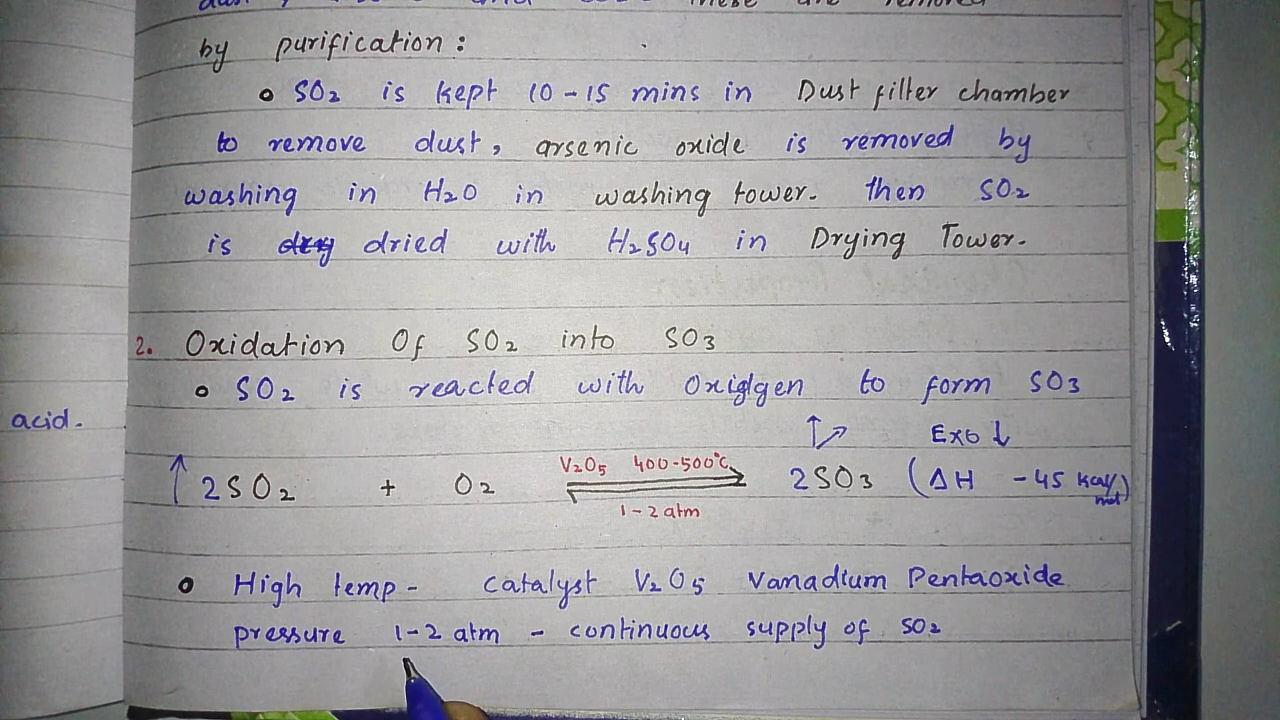 these are removed
by purification :
SO2 is kept 10-15 mins in Dust filter chamber
to remove dust, arsenic oxide is removed by
washing in H2O in washing tower. then SO2
is dried with H2SO4 in Drying Tower.
2. Oxidation Of SO2 into SO3
SO2 is reacted with Oxiggen to form SO3
acid.
Exo ↓
V2O5 400-500°C
↑ 2SO2 + O2 ⇌ 2SO3 (ΔH -45 Kcal/mol)
1-2 atm
High temp - catalyst V2O5 Vanadium Pentaoxide
pressure 1-2 atm - continuous supply of SO2